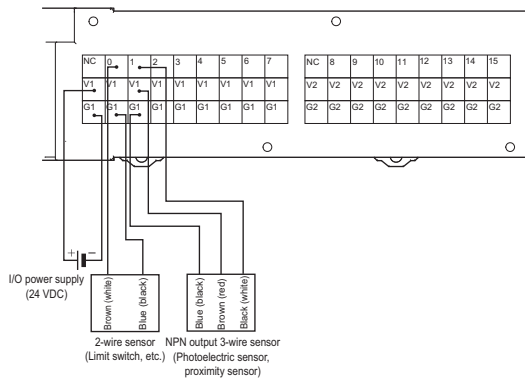 NC 0 1 2 3 4 5 6 7 NC 8 9 10 11 12 13 14 15
V1 V1 V1 V1 V1 V1 V1 V1 V1 V2 V2 V2 V2 V2 V2 V2 V2 V2
G1 G1 G1 G1 G1 G1 G1 G1 G1 G2 G2 G2 G2 G2 G2 G2 G2 G2
+ −
I/O power supply
(24 VDC)
Brown (white)
Blue (black)
Blue (black)
Brown (red)
Black (white)
2-wire sensor
(Limit switch, etc.)
NPN output 3-wire sensor
(Photoelectric sensor,
proximity sensor)